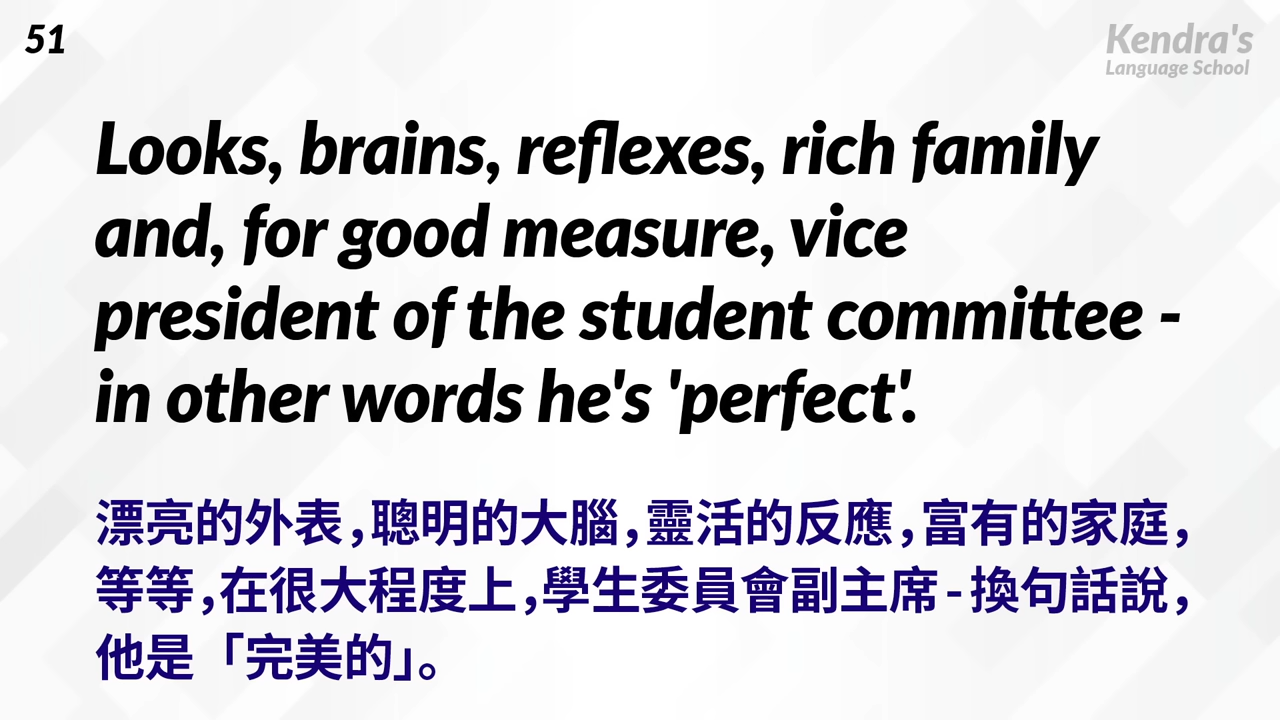 51
Kendra's
Language School
Looks, brains, reflexes, rich family
and, for good measure, vice
president of the student committee -
in other words he's 'perfect'.
漂亮的外表，聰明的大腦，靈活的反應，富有的家庭，
等等，在很大程度上，學生委員會副主席 - 換句話說，
他是「完美的」。